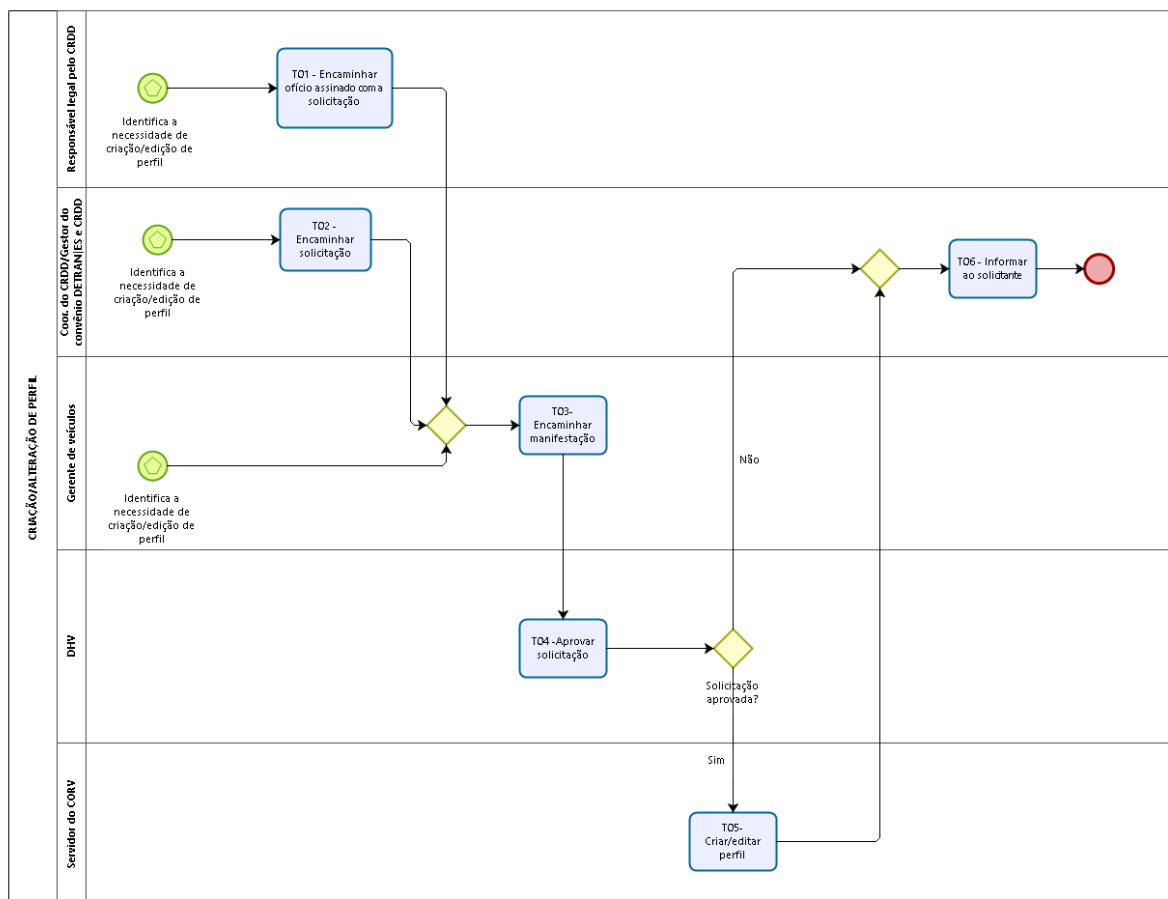 CRIAÇÃO/ALTERAÇÃO DE PERFIL
Responsável legal pelo CRDD
Identifica a
necessidade de
criação/edição de
perfil
T01 - Encaminhar
ofício assinado com a
solicitação
Coor. do CRDD/Gestor do
convênio DETRAN|ES e CRDD
Identifica a
necessidade de
criação/edição de
perfil
T02 -
Encaminhar
solicitação
T06 - Informar
ao solicitante
Gerente de veículos
Identifica a
necessidade de
criação/edição de
perfil
T03-
Encaminhar
manifestação
Não
DHV
T04 -Aprovar
solicitação
Solicitação
aprovada?
Servidor do CORV
Sim
T05-
Criar/editar
perfil